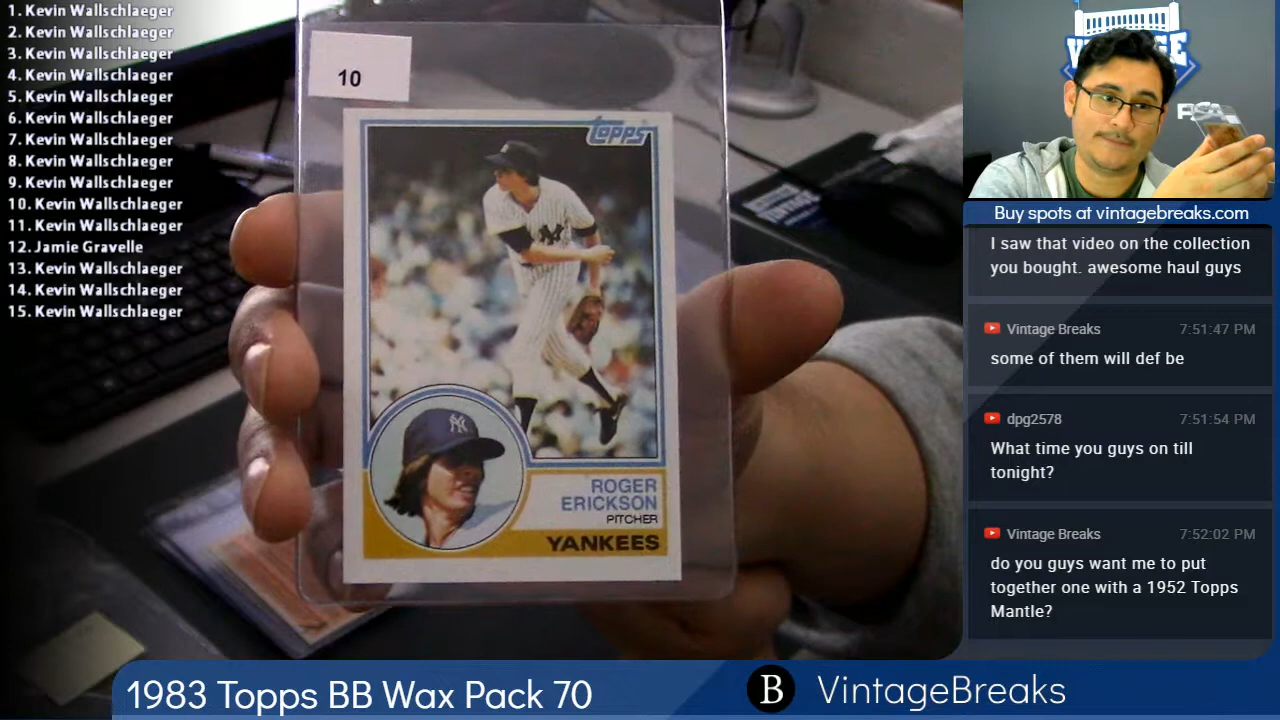 1. Kevin Wallschlaeger
2. Kevin Wallschlaeger
3. Kevin Wallschlaeger
4. Kevin Wallschlaeger
5. Kevin Wallschlaeger
6. Kevin Wallschlaeger
7. Kevin Wallschlaeger
8. Kevin Wallschlaeger
9. Kevin Wallschlaeger
10. Kevin Wallschlaeger
11. Kevin Wallschlaeger
12. Jamie Gravelle
13. Kevin Wallschlaeger
14. Kevin Wallschlaeger
15. Kevin Wallschlaeger
10
topps
NY
NY
ROGER
ERICKSON
PITCHER
YANKEES
Buy spots at vintagebreaks.com
I saw that video on the collection
you bought. awesome haul guys
Vintage Breaks 7:51:47 PM
some of them will def be
dpg2578 7:51:54 PM
What time you guys on till
tonight?
Vintage Breaks 7:52:02 PM
do you guys want me to put
together one with a 1952 Topps
Mantle?
1983 Topps BB Wax Pack 70
B VintageBreaks